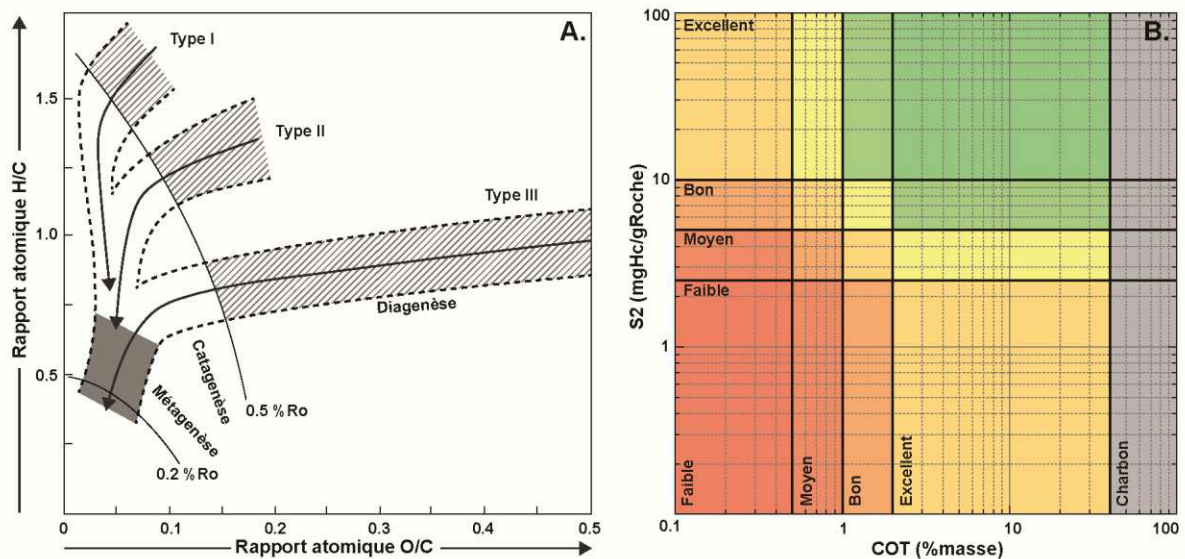 A.
Type I
Type II
Type III
Diagenèse
Catagenèse
Métagenèse
0.5 %Ro
0.2 %Ro
Rapport atomique H/C
1.5
1.0
0.5
0
0.1
0.2
0.3
0.4
0.5
Rapport atomique O/C
B.
S2 (mgHc/gRoche)
100
10
1
Excellent
Bon
Moyen
Faible
Faible
Moyen
Bon
Excellent
Charbon
0.1
1
10
100
COT (%masse)